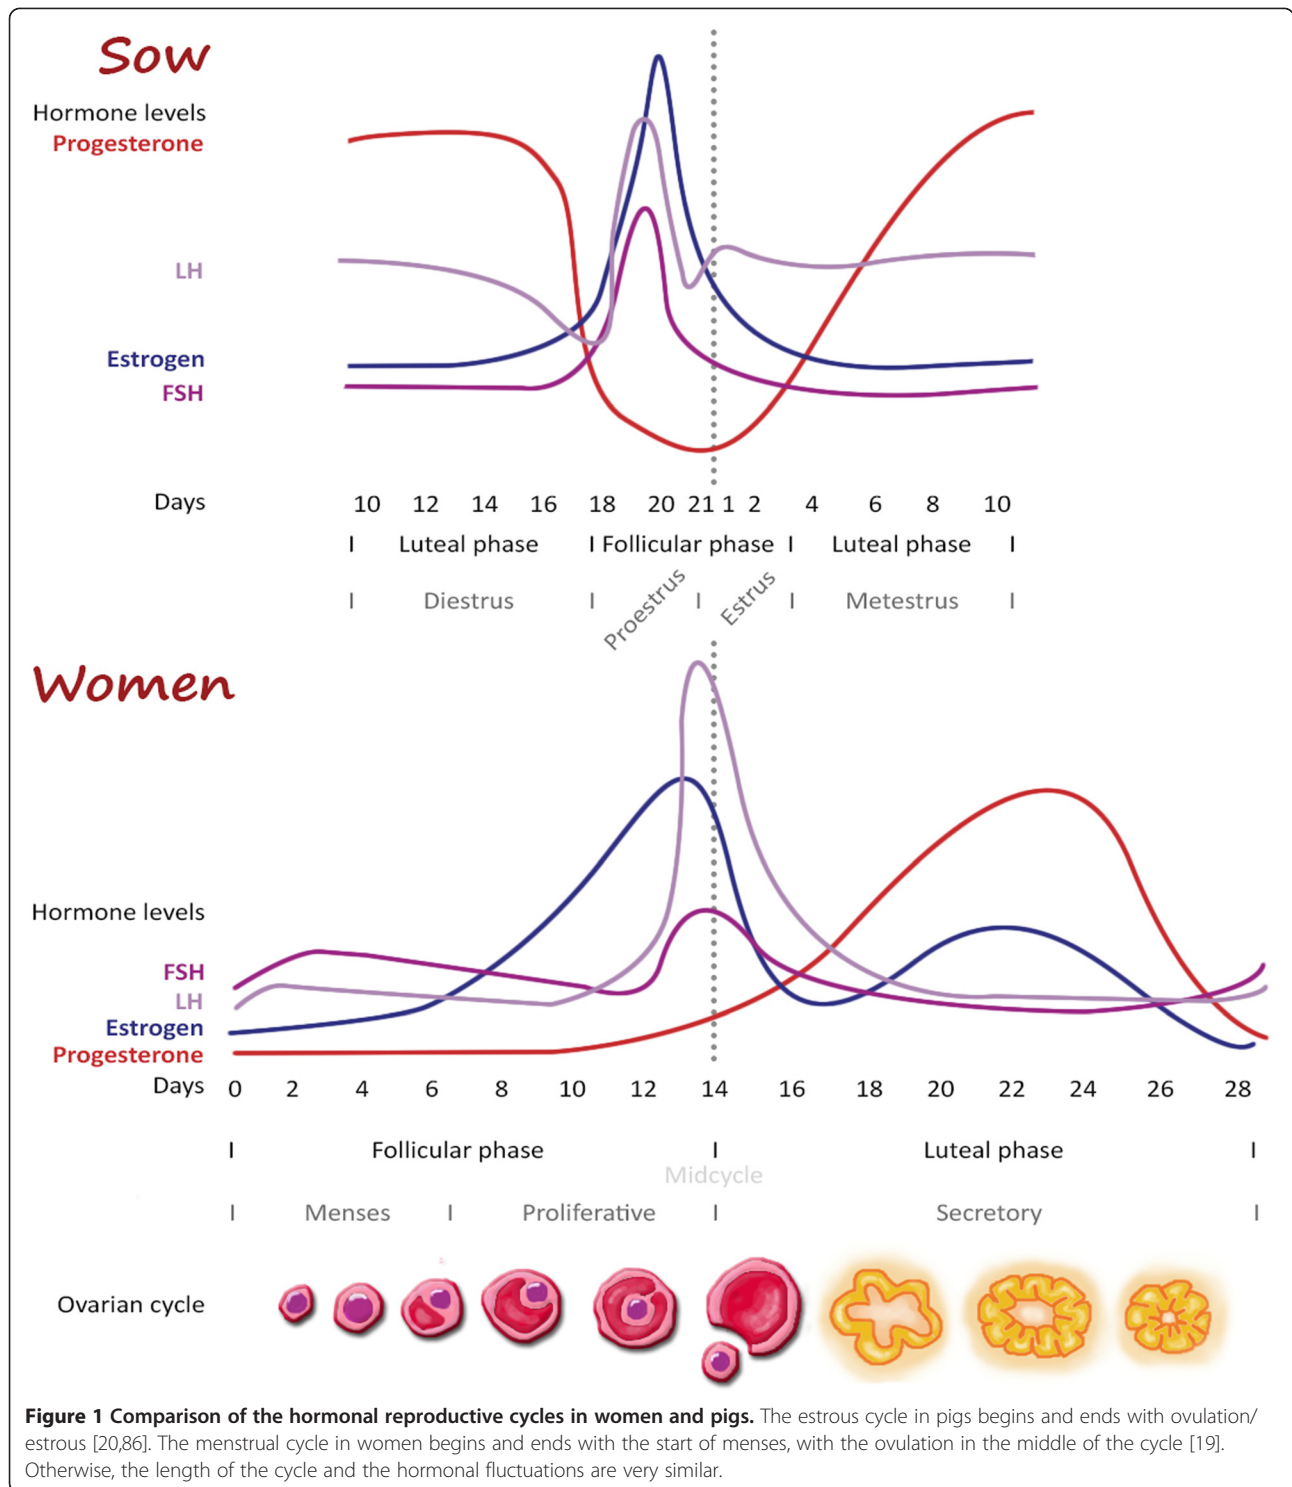 Sow
Hormone levels
Progesterone
LH
Estrogen
FSH
Days 10 12 14 16 18 20 21 1 2 4 6 8 10
Luteal phase Follicular phase Luteal phase
Diestrus Proestrus Estrus Metestrus
Women
Hormone levels
FSH
LH
Estrogen
Progesterone
Days 0 2 4 6 8 10 12 14 16 18 20 22 24 26 28
Follicular phase Luteal phase
Midcycle
Menses Proliferative Secretory
Ovarian cycle
Figure 1 Comparison of the hormonal reproductive cycles in women and pigs. The estrous cycle in pigs begins and ends with ovulation/
estrous [20,86]. The menstrual cycle in women begins and ends with the start of menses, with the ovulation in the middle of the cycle [19].
Otherwise, the length of the cycle and the hormonal fluctuations are very similar.